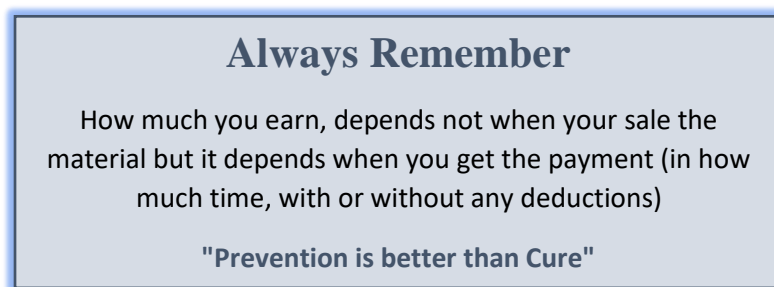 Always Remember
How much you earn, depends not when your sale the
material but it depends when you get the payment (in how
much time, with or without any deductions)
"Prevention is better than Cure"